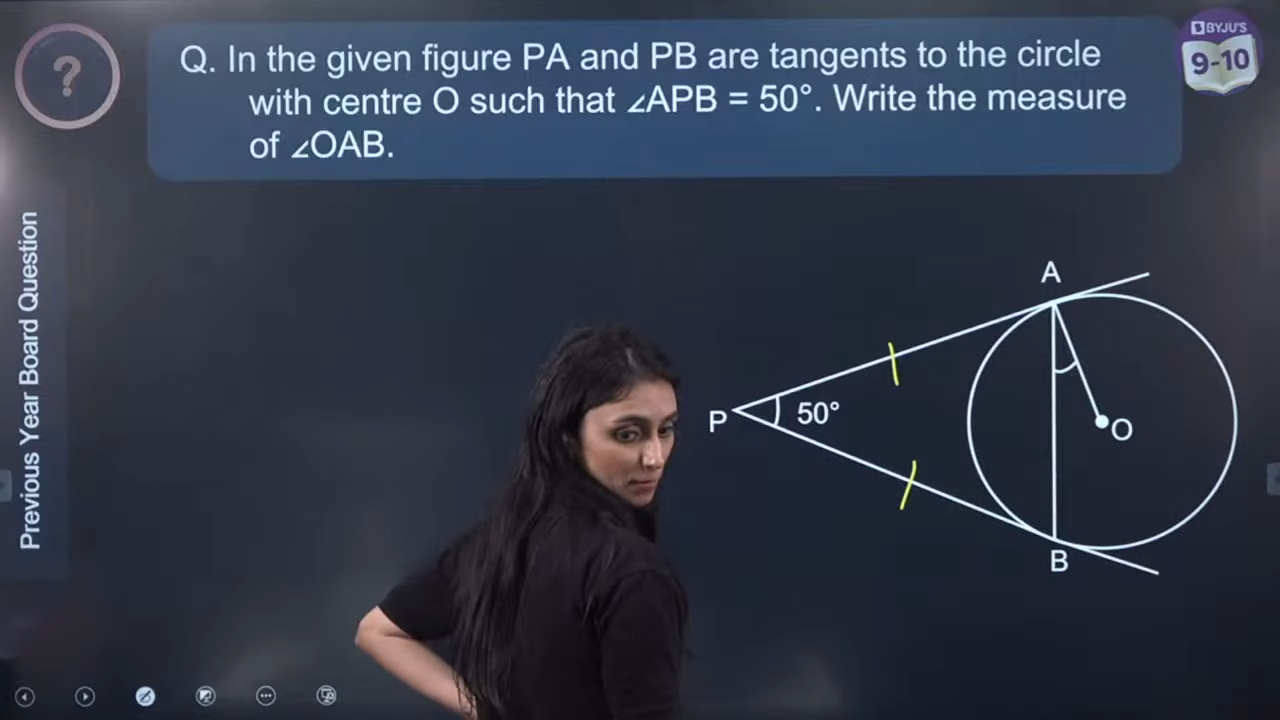 Q. In the given figure PA and PB are tangents to the circle
with centre O such that ∠APB = 50°. Write the measure
of ∠OAB.
BYJU'S
9-10
?
Previous Year Board Question
A
P
50°
O
B